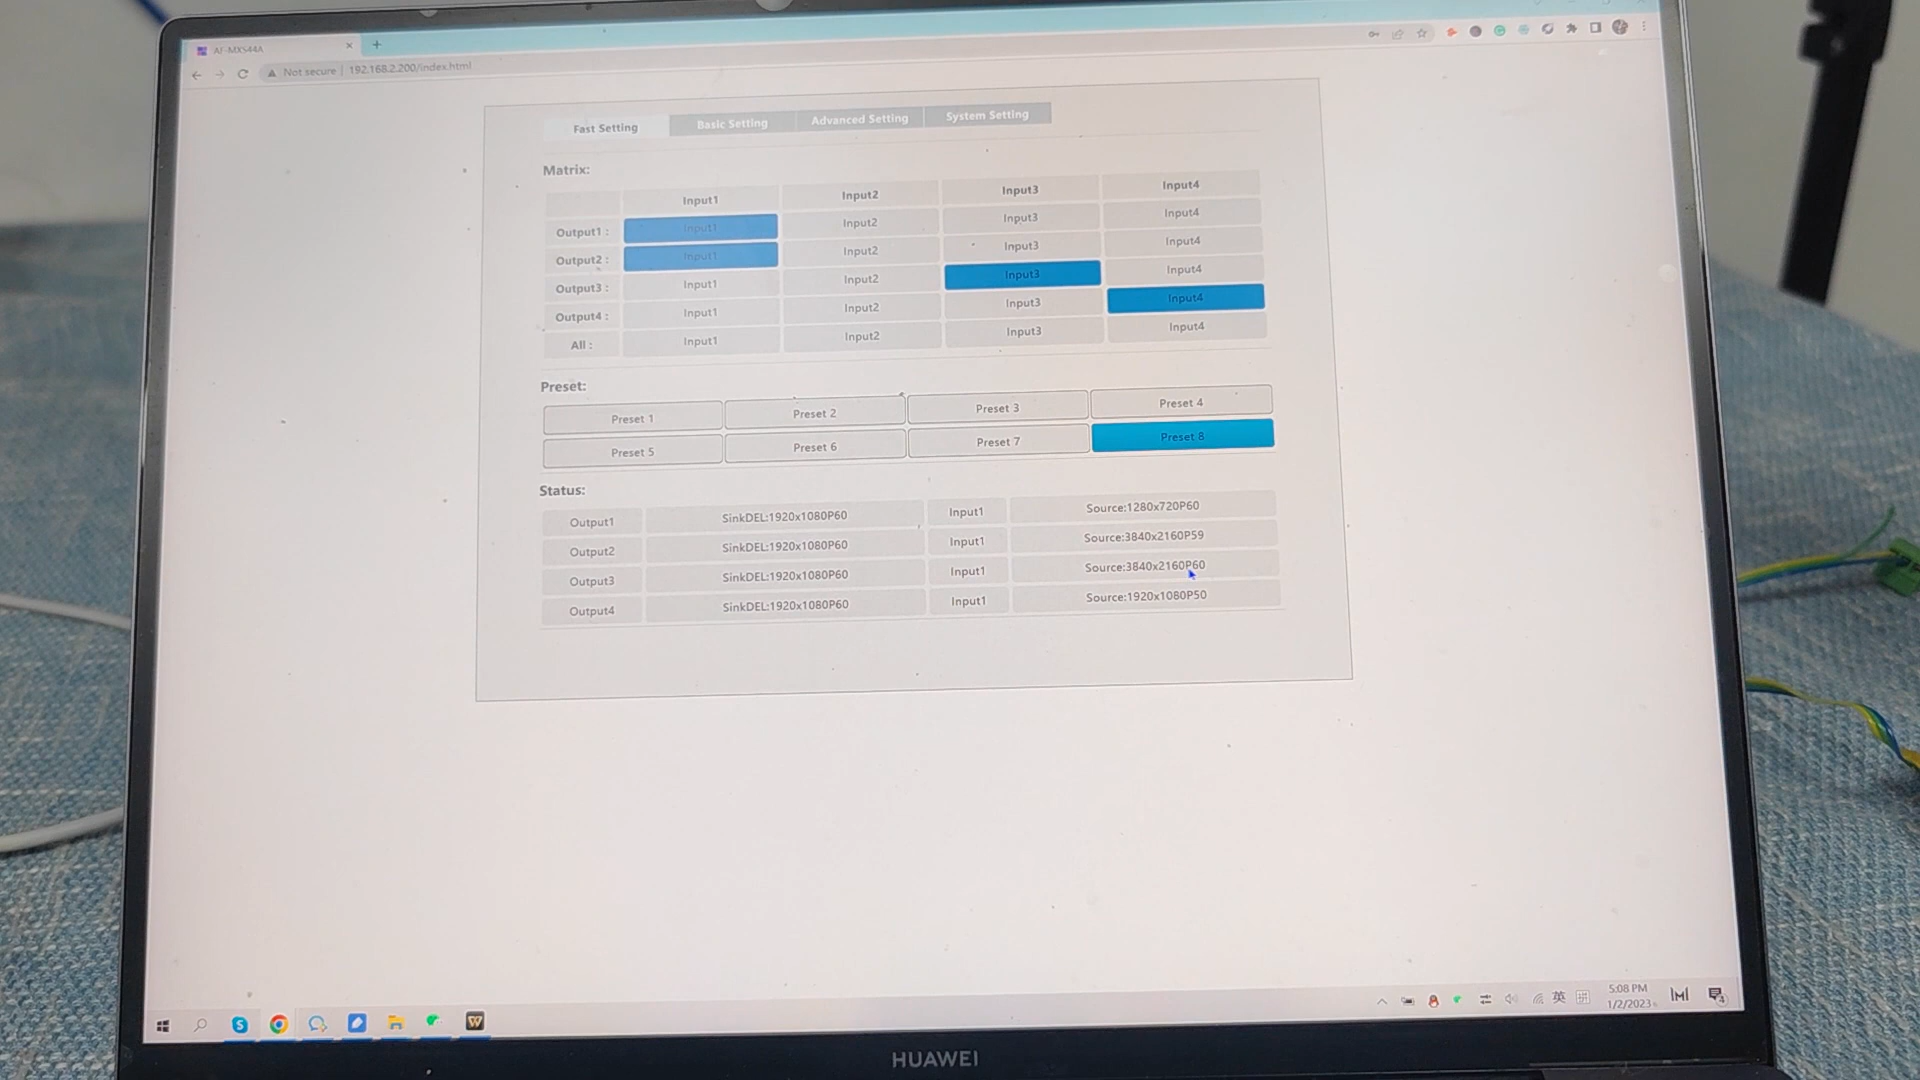 AI-MX544A
Not secure | 192.168.2.200/index.html
Fast Setting Basic Setting Advanced Setting System Setting
Matrix:
Input1 Input2 Input3 Input4
Output1 : Input1 Input2 Input3 Input4
Output2 : Input1 Input2 Input3 Input4
Output3 : Input1 Input2 Input3 Input4
Output4 : Input1 Input2 Input3 Input4
All : Input1 Input2 Input3 Input4
Preset:
Preset 1 Preset 2 Preset 3 Preset 4
Preset 5 Preset 6 Preset 7 Preset 8
Status:
Output1 SinkDEL:1920x1080P60 Input1 Source:1280x720P60
Output2 SinkDEL:1920x1080P60 Input1 Source:3840x2160P59
Output3 SinkDEL:1920x1080P60 Input1 Source:3840x2160P60
Output4 SinkDEL:1920x1080P60 Input1 Source:1920x1080P50
英 拼 5:08 PM
1/2/2023
HUAWEI